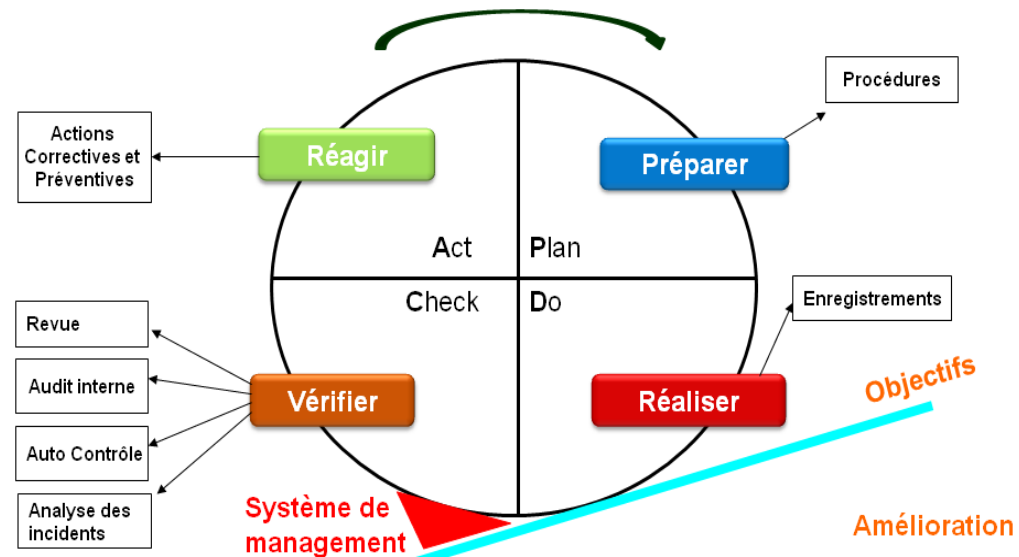 Procédures
Actions
Correctives et
Préventives
Réagir
Préparer
Act
Plan
Check
Do
Enregistrements
Revue
Audit interne
Auto Contrôle
Analyse des
incidents
Vérifier
Réaliser
Objectifs
Système de
management
Amélioration